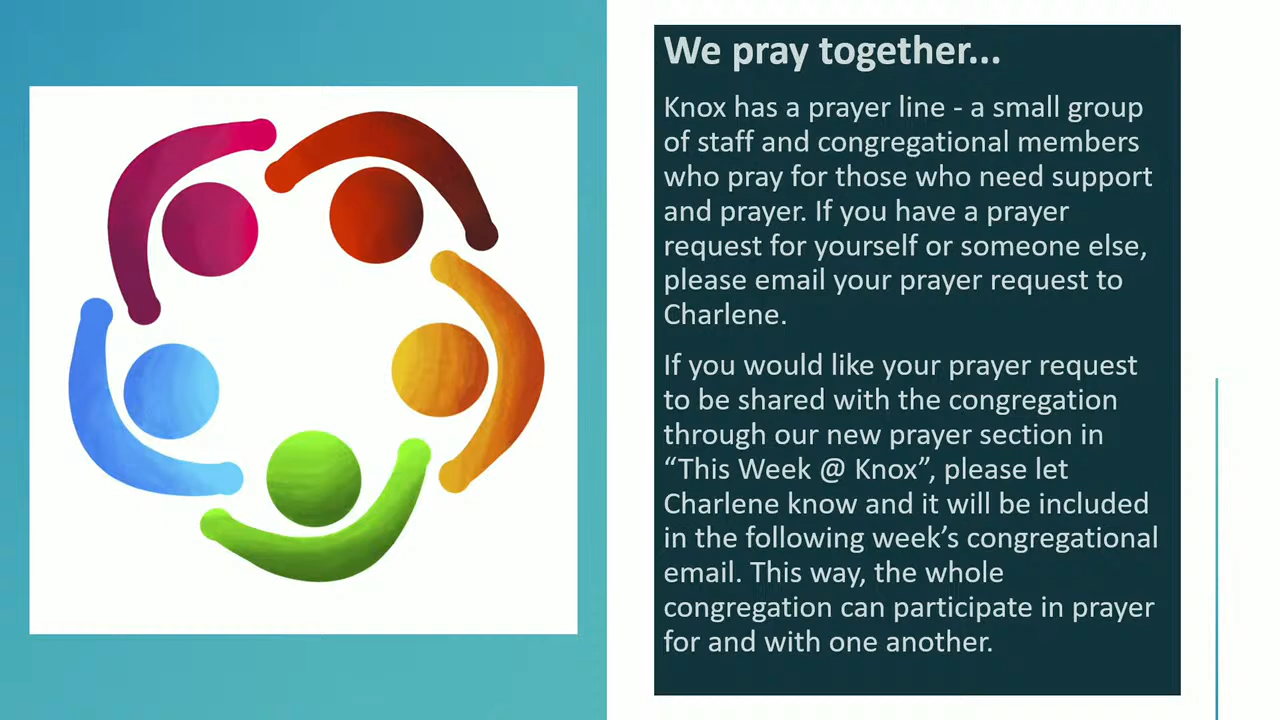 We pray together...
Knox has a prayer line - a small group
of staff and congregational members
who pray for those who need support
and prayer. If you have a prayer
request for yourself or someone else,
please email your prayer request to
Charlene.
If you would like your prayer request
to be shared with the congregation
through our new prayer section in
“This Week @ Knox”, please let
Charlene know and it will be included
in the following week’s congregational
email. This way, the whole
congregation can participate in prayer
for and with one another.